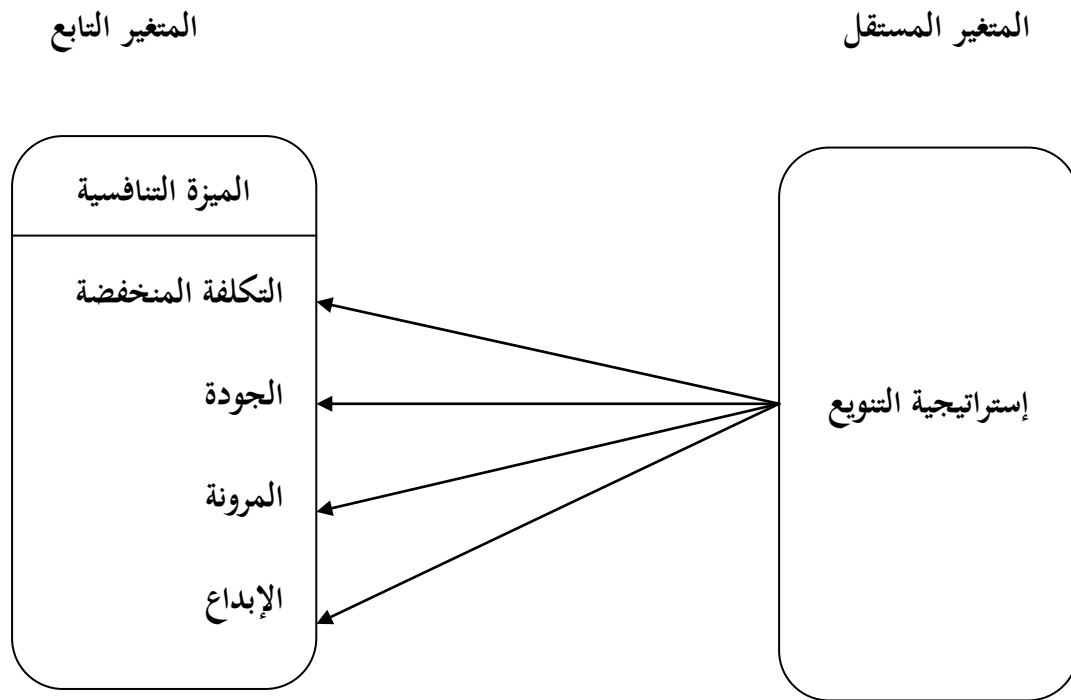 المتغير المستقل
المتغير التابع
الميزة التنافسية
التكلفة المنخفضة
الجودة
المرونة
الإبداع
إستراتيجية التنويع